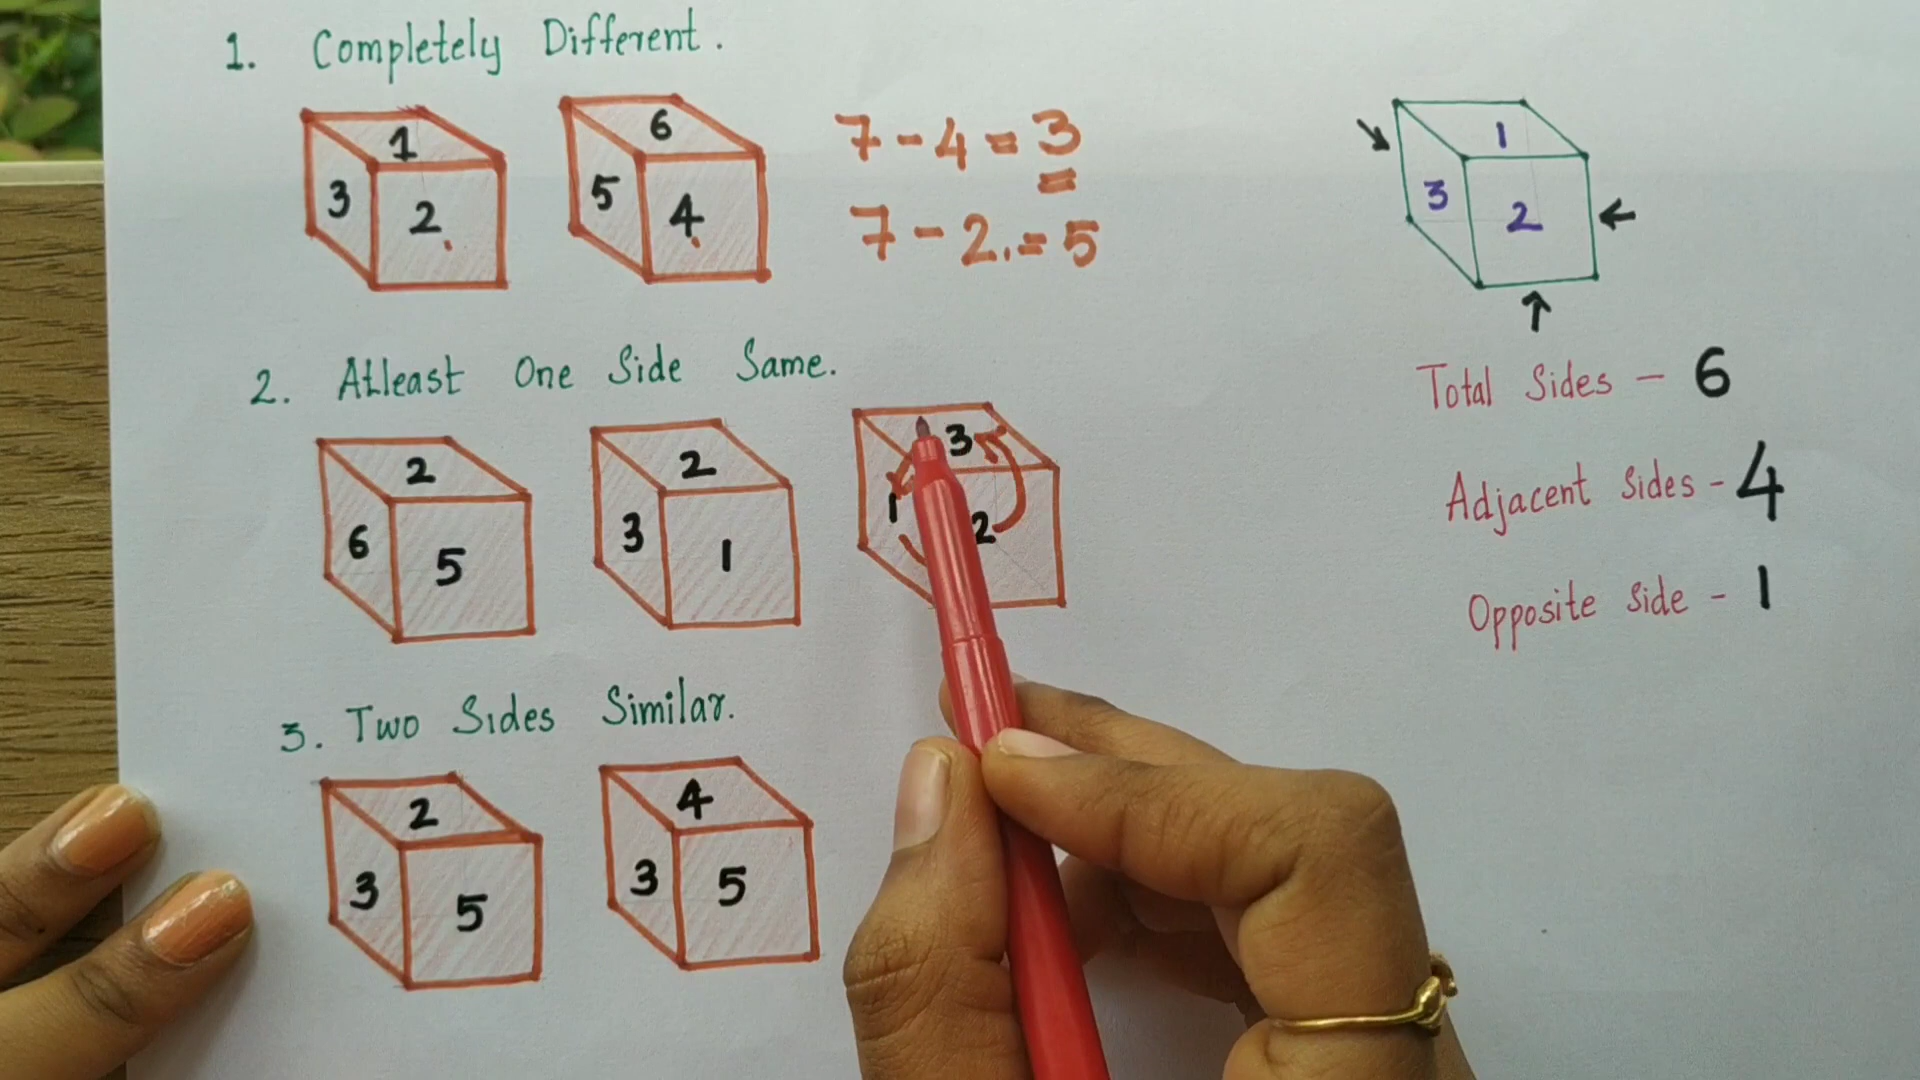 1. Completely Different.
1
3 2
6
5 4
7 - 4 = 3
=
7 - 2 = 5
1
3 2
2. Atleast One Side Same.
2
6 5
2
3 1
3
1 2
3. Two Sides Similar.
2
3 5
4
3 5
Total Sides - 6
Adjacent Sides - 4
Opposite Side - 1